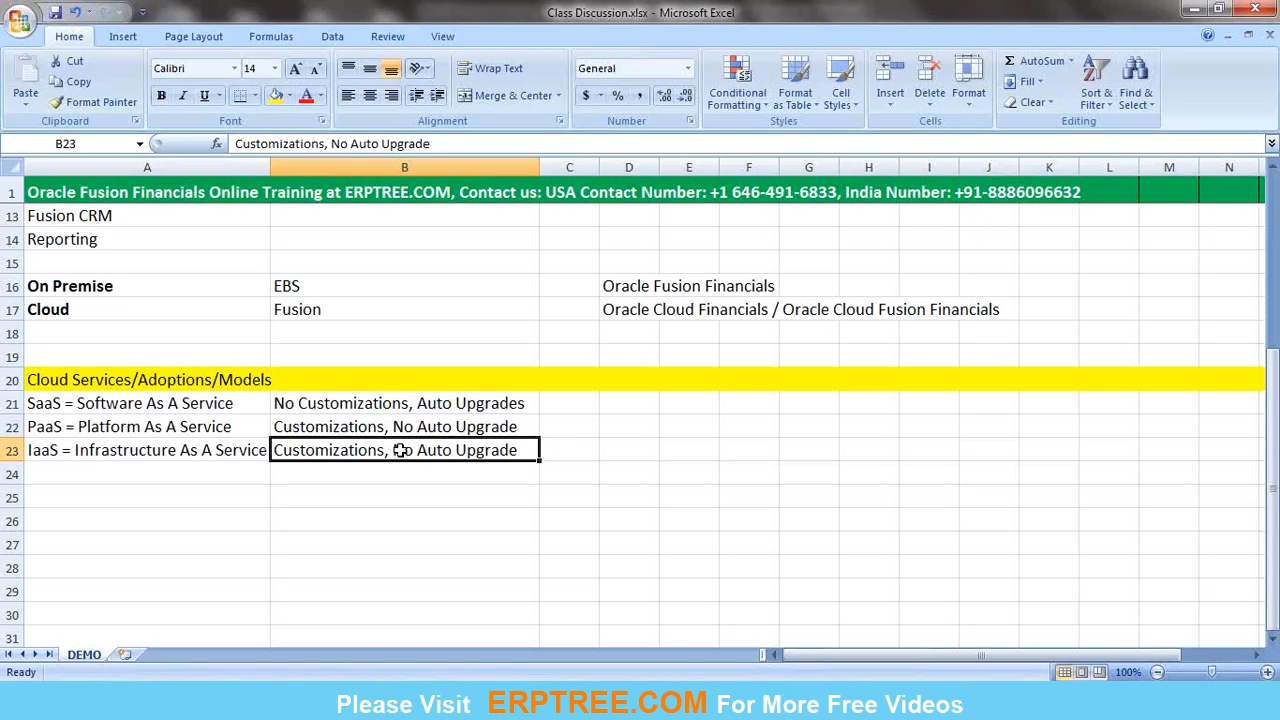 Class Discussion.xlsx - Microsoft Excel
Home Insert Page Layout Formulas Data Review View
Paste Cut Copy Format Painter
Calibri 14
B I U
Wrap Text
Merge & Center
General
$ % ,
Conditional Formatting Format as Table Cell Styles
Insert Delete Format
Σ AutoSum Fill Clear
Sort & Filter Find & Select
Clipboard Font Alignment Number Styles Cells Editing
B23 fx Customizations, No Auto Upgrade
A B C D E F G H I J K L M N
1 Oracle Fusion Financials Online Training at ERPTREE.COM, Contact us: USA Contact Number: +1 646-491-6833, India Number: +91-8886096632
13 Fusion CRM
14 Reporting
15
16 On Premise EBS Oracle Fusion Financials
17 Cloud Fusion Oracle Cloud Financials / Oracle Cloud Fusion Financials
18
19
20 Cloud Services/Adoptions/Models
21 SaaS = Software As A Service No Customizations, Auto Upgrades
22 PaaS = Platform As A Service Customizations, No Auto Upgrade
23 IaaS = Infrastructure As A Service Customizations, No Auto Upgrade
24
25
26
27
28
29
30
31
DEMO
Ready 100%
Please Visit ERPTREE.COM For More Free Videos